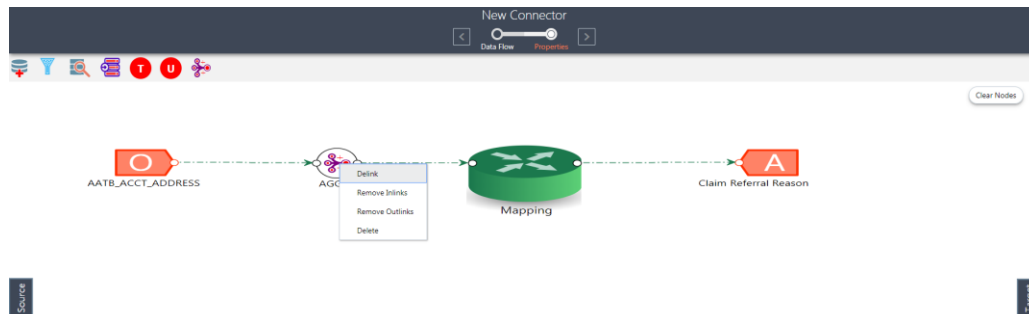 New Connector
<
>
Data Flow
Properties
T
U
Clear Nodes
O
A
AATB_ACCT_ADDRESS
Delink
Remove Inlinks
Remove Outlinks
Delete
Mapping
Claim Referral Reason
Source